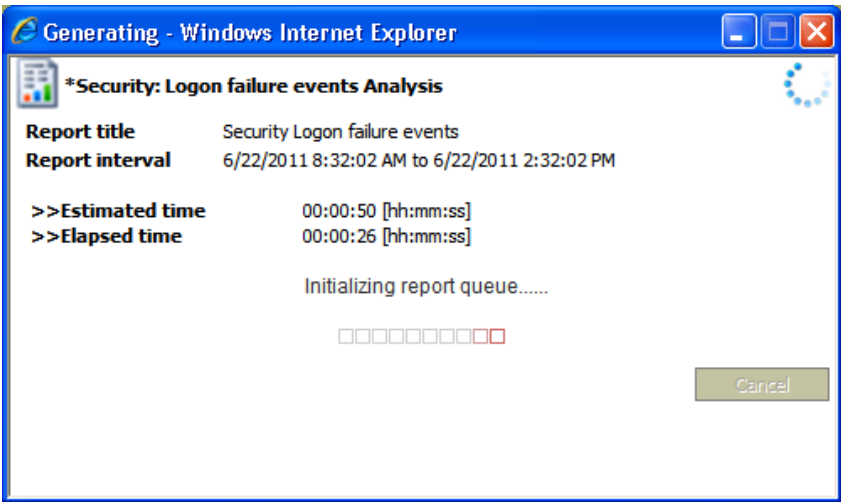 Generating - Windows Internet Explorer
*Security: Logon failure events Analysis
Report title Security Logon failure events
Report interval 6/22/2011 8:32:02 AM to 6/22/2011 2:32:02 PM
>>Estimated time 00:00:50 [hh:mm:ss]
>>Elapsed time 00:00:26 [hh:mm:ss]
Initializing report queue......
Cancel